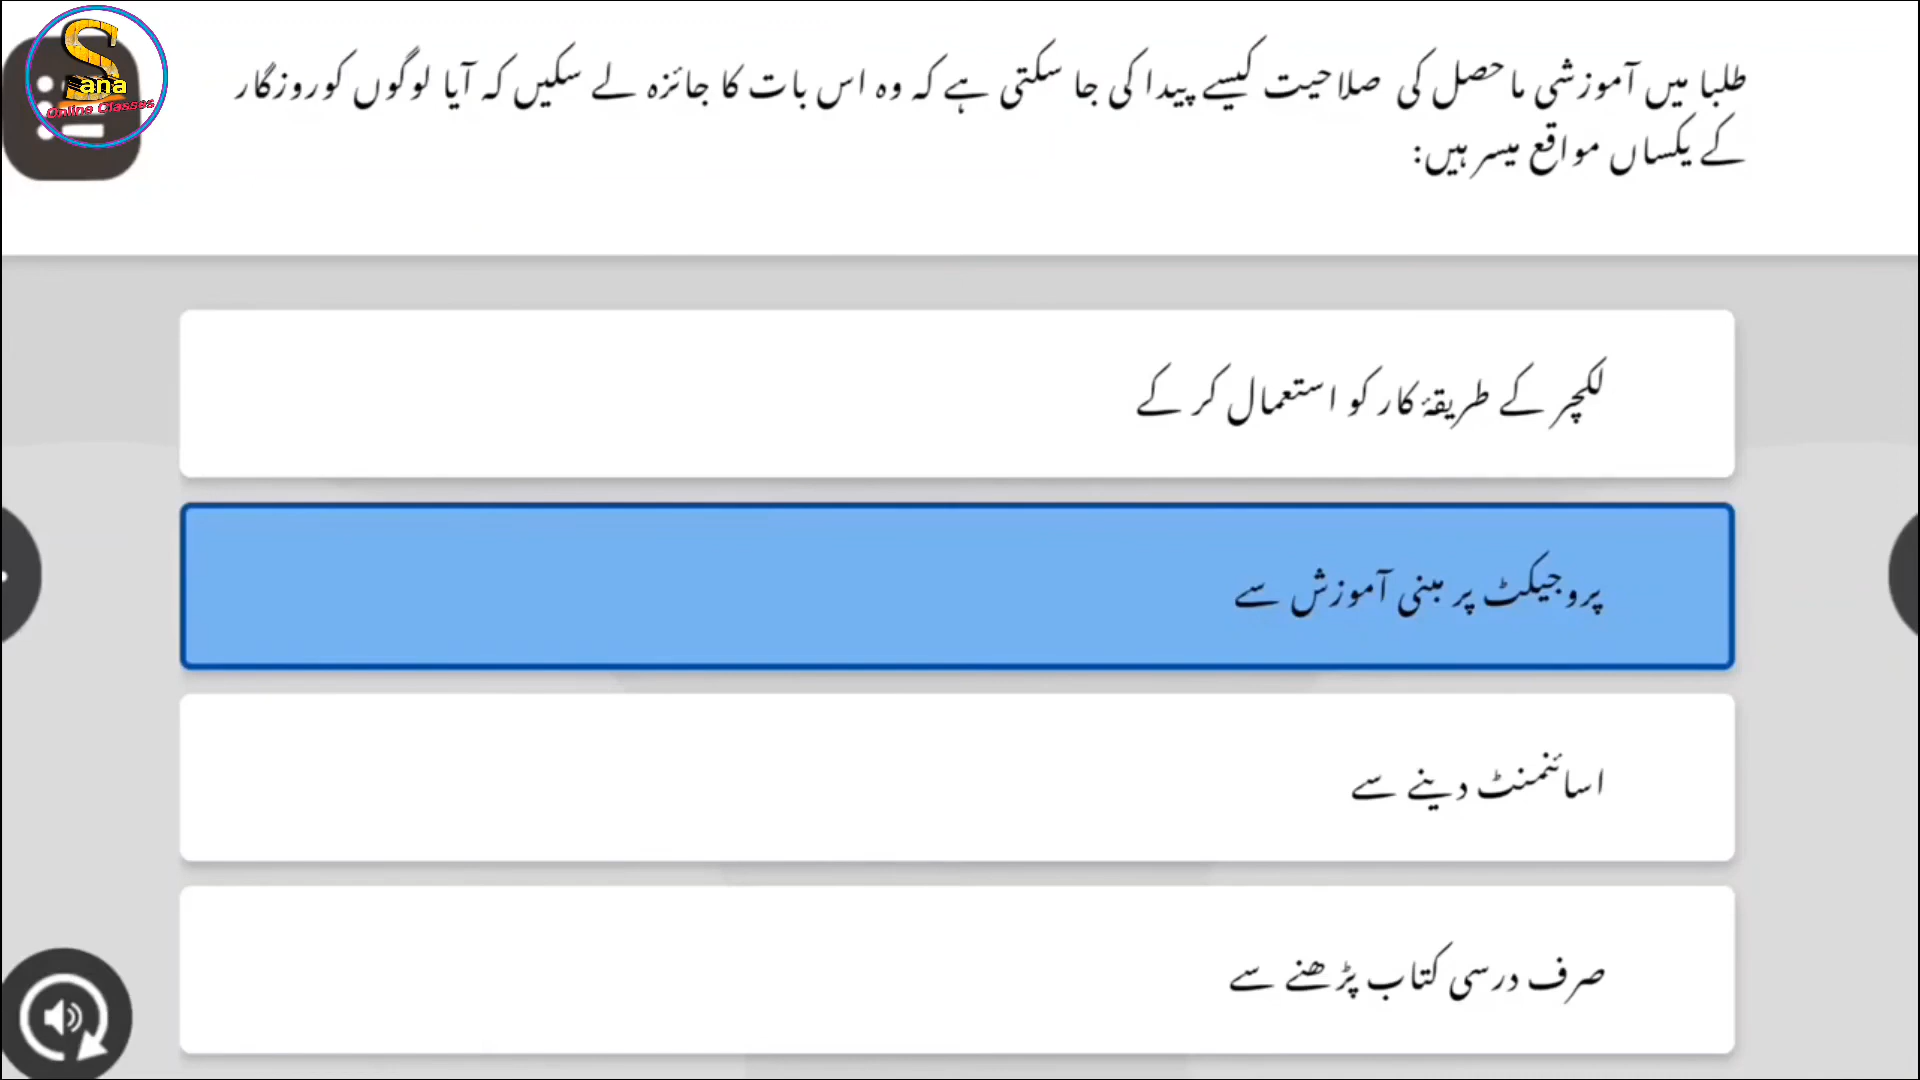 Sana
Online Classes
طلبا میں آموزشی ماحصل کی صلاحیت کیسے پیدا کی جا سکتی ہے کہ وہ اس بات کا جائزہ لے سکیں کہ آیا لوگوں کو روزگار
کے یکساں مواقع میسر ہیں:
لکچر کے طریقۂ کار کو استعمال کر کے
پروجیکٹ پر مبنی آموزش سے
اسائنمنٹ دینے سے
صرف درسی کتاب پڑھنے سے